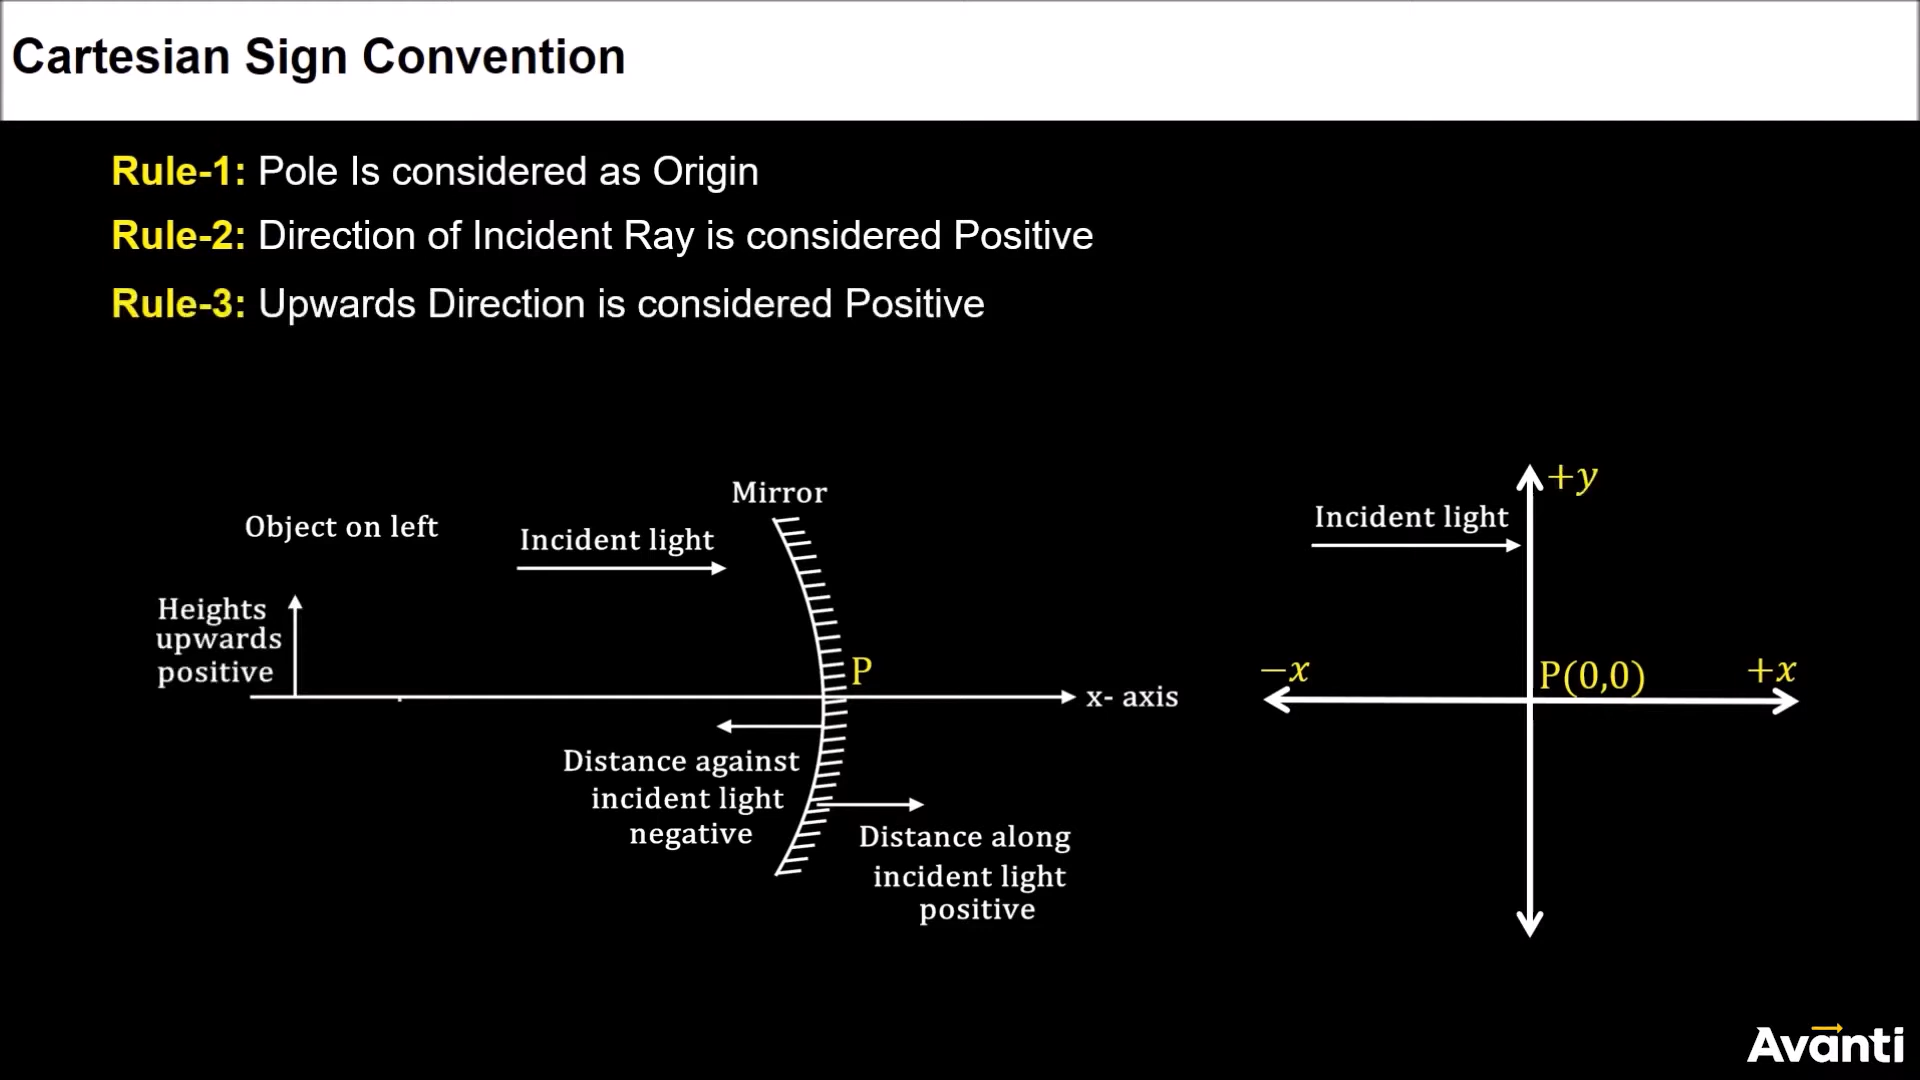 Cartesian Sign Convention
Rule-1: Pole Is considered as Origin
Rule-2: Direction of Incident Ray is considered Positive
Rule-3: Upwards Direction is considered Positive
Mirror
Object on left
Incident light
Heights
upwards
positive
P
x- axis
Distance against
incident light
negative
Distance along
incident light
positive
+y
Incident light
−x
P(0,0)
+x
Avanti